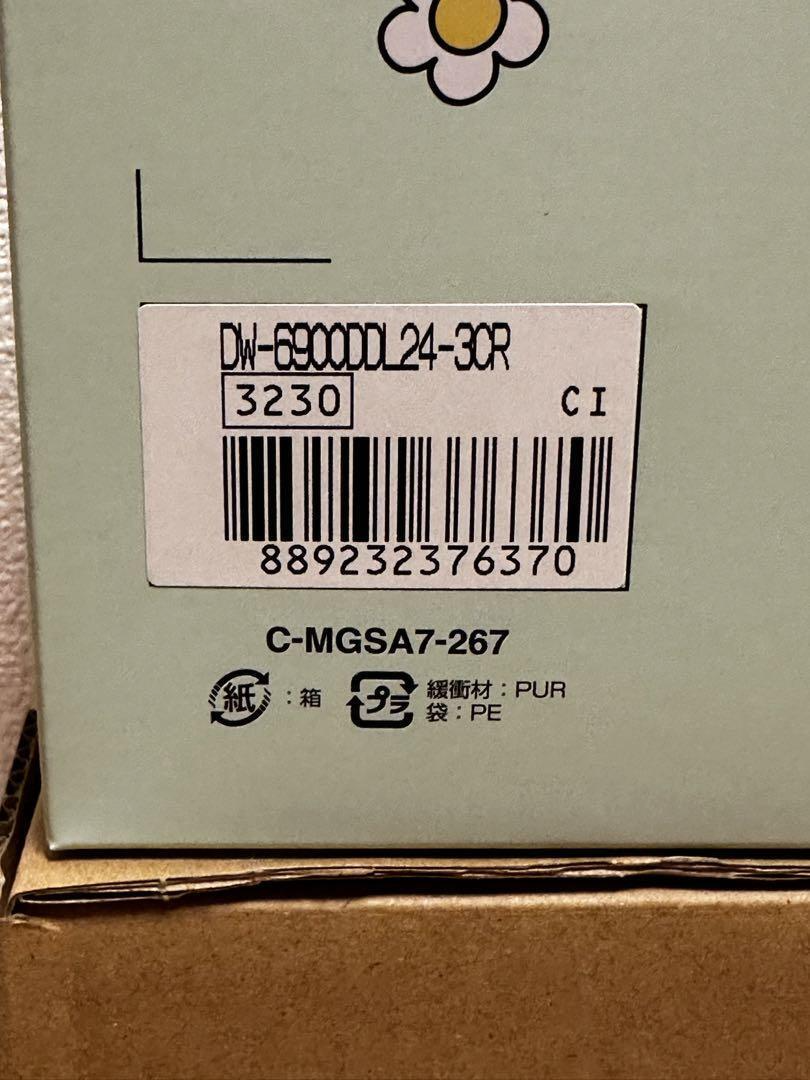 DW-6900DDL24-3CR
3230 CI
889232376370
C-MGSA7-267
紙:箱 プラ 緩衝材:PUR
袋:PE